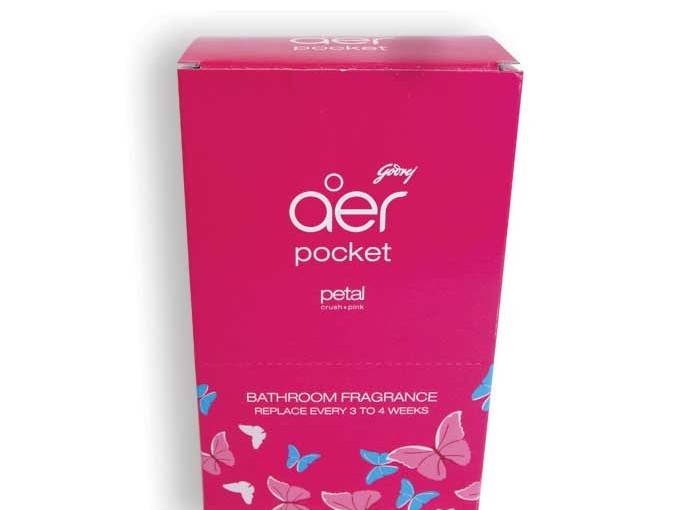 aer
pocket
Godrej
aer
pocket
petal
crush • pink
BATHROOM FRAGRANCE
REPLACE EVERY 3 TO 4 WEEKS